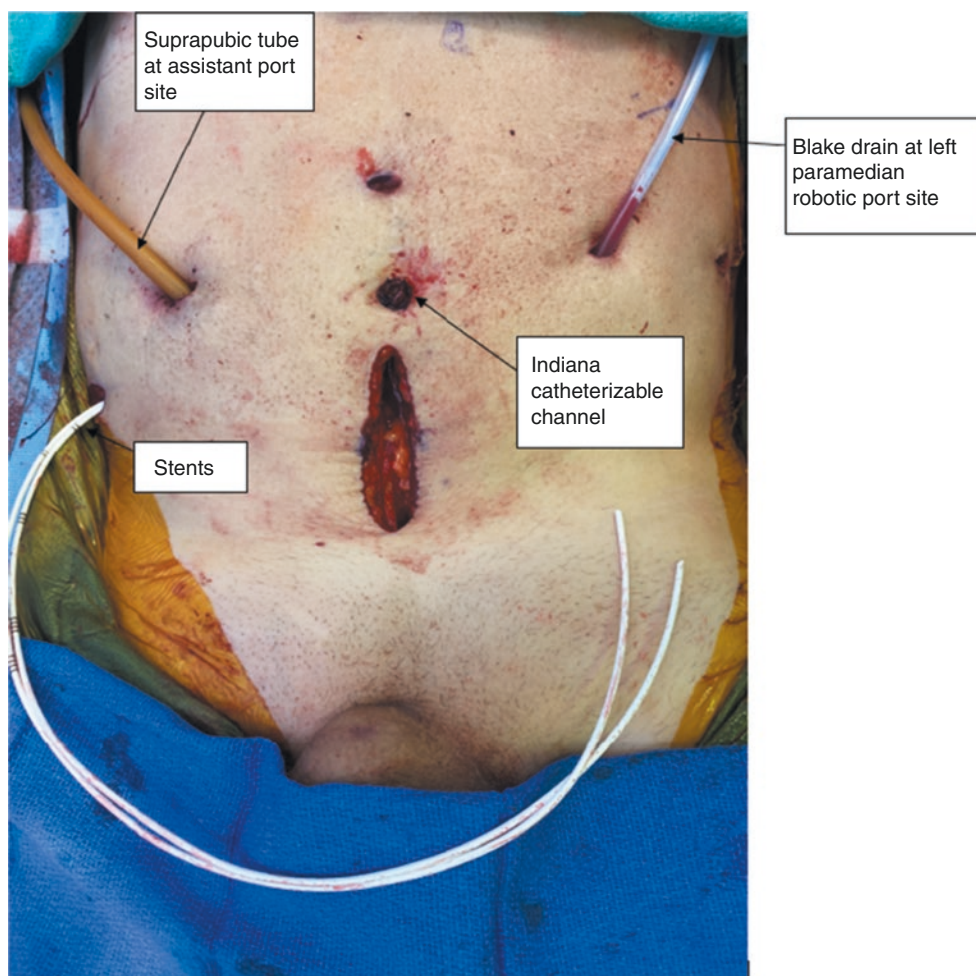 Suprapubic tube
at assistant port
site
Blake drain at left
paramedian
robotic port site
Indiana
catheterizable
channel
Stents